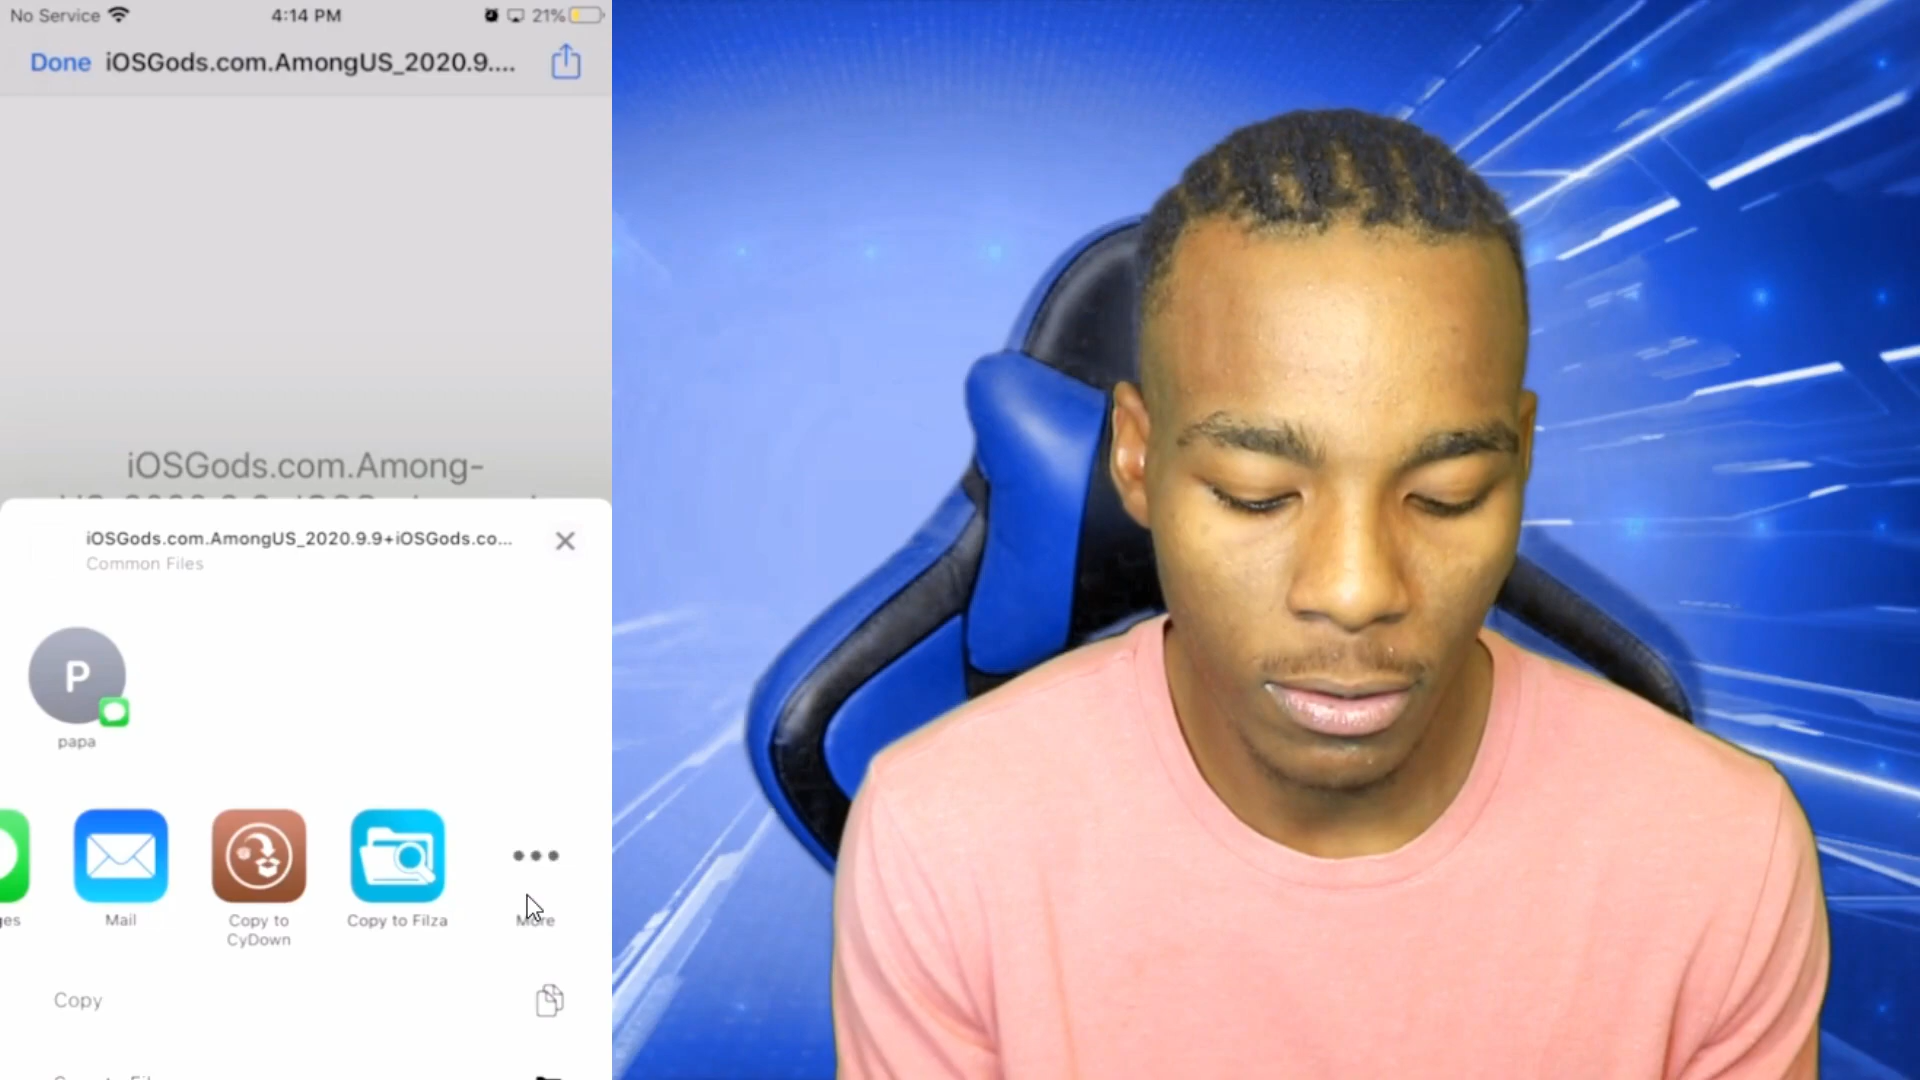 No Service
4:14 PM
21%
Done
iOSGods.com.AmongUS_2020.9....
iOSGods.com.Among-
iOSGods.com.AmongUS_2020.9.9+iOSGods.co...
Common Files
P
papa
Mail
Copy to
CyDown
Copy to Filza
More
Copy